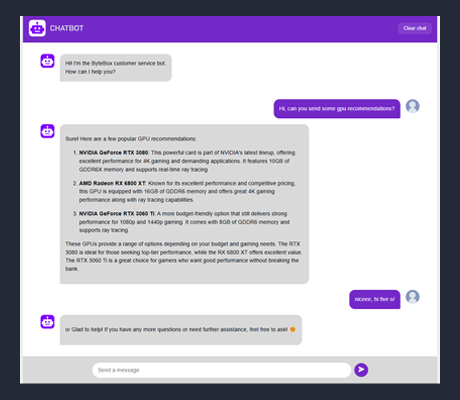 CHATBOT
Clear chat
Hi! I'm the ByteBox customer service bot.
How can I help you?
Hi, can you send some gpu recommendations?
Sure! Here are a few popular GPU recommendations:
1. NVIDIA GeForce RTX 3080: This powerful card is part of NVIDIA's latest lineup, offering
excellent performance for 4K gaming and demanding applications. It features 10GB of
GDDR6X memory and supports real-time ray tracing.
2. AMD Radeon RX 6800 XT: Known for its excellent performance and competitive pricing,
this GPU is equipped with 16GB of GDDR6 memory and offers great 4K gaming
performance along with ray tracing capabilities.
3. NVIDIA GeForce RTX 3060 Ti: A more budget-friendly option that still delivers strong
performance for 1080p and 1440p gaming. It comes with 8GB of GDDR6 memory and
supports ray tracing.
These GPUs provide a range of options depending on your budget and gaming needs. The RTX
3080 is ideal for those seeking top-tier performance, while the RX 6800 XT offers excellent value.
The RTX 3060 Ti is a great choice for gamers who want good performance without breaking the
bank.
niceee, hi five o/
o/ Glad to help! If you have any more questions or need further assistance, feel free to ask! 😊
Send a message